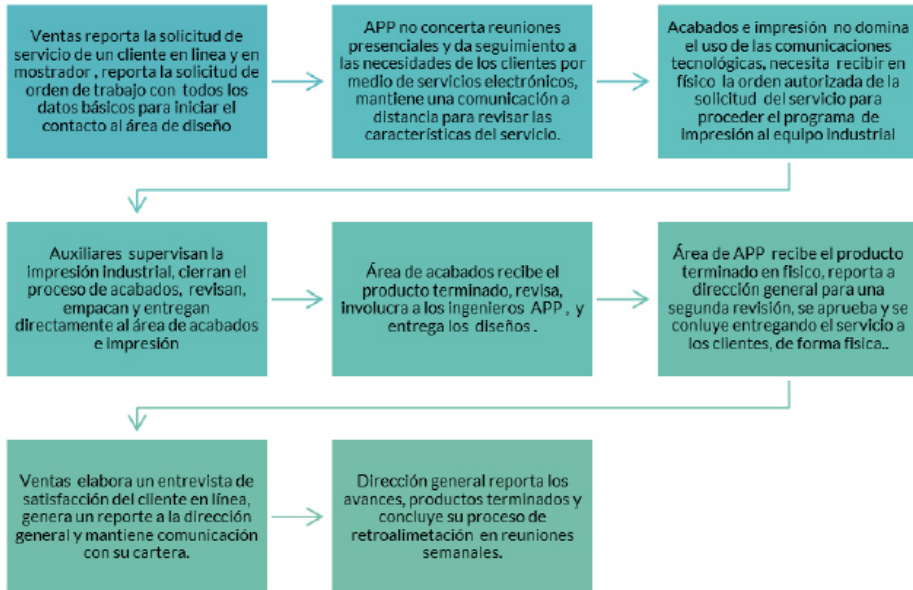 Ventas reporta la solicitud de
servicio de un cliente en linea y en
mostrador , reporta la solicitud de
orden de trabajo con todos los
datos básicos para iniciar el
contacto al área de diseño
APP no concerta reuniones
presenciales y da seguimiento a
las necesidades de los clientes por
medio de servicios electrónicos,
mantiene una comunicación a
distancia para revisar las
características del servicio.
Acabados e impresión no domina
el uso de las comunicaciones
tecnológicas, necesita recibir en
físico la orden autorizada de la
solicitud del servicio para
proceder el programa de
impresión al equipo industrial
Auxiliares supervisan la
impresión industrial, cierran el
proceso de acabados, revisan,
empacan y entregan
directamente al área de acabados
e impresión
Área de acabados recibe el
producto terminado, revisa,
involucra a los ingenieros APP , y
entrega los diseños .
Área de APP recibe el producto
terminado en fisico, reporta a
dirección general para una
segunda revisión, se aprueba y se
conluye entregando el servicio a
los clientes, de forma fisica..
Ventas elabora un entrevista de
satisfacción del cliente en línea,
genera un reporte a la dirección
general y mantiene comunicación
con su cartera.
Dirección general reporta los
avances, productos terminados y
concluye su proceso de
retroalimetación en reuniones
semanales.